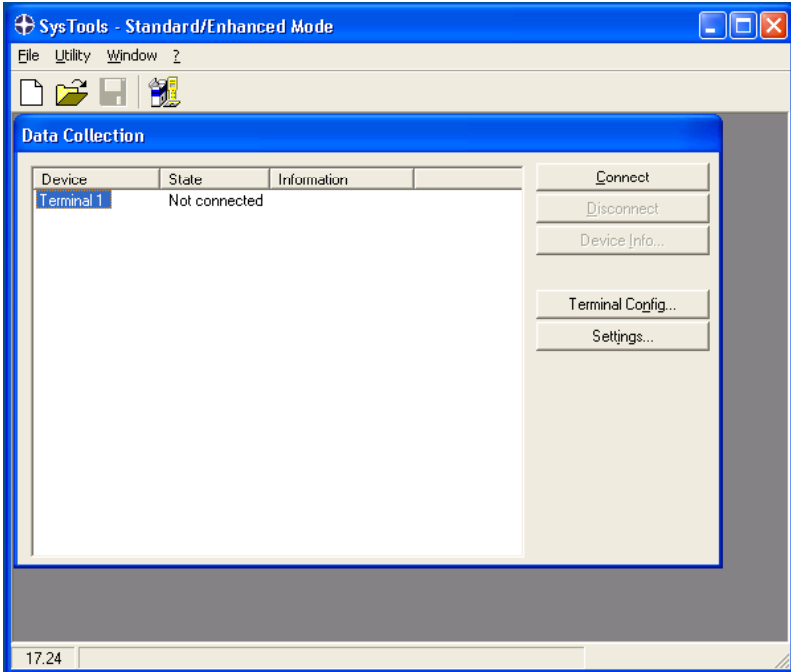 SysTools - Standard/Enhanced Mode
File Utility Window ?
Data Collection
Device State Information
Terminal 1 Not connected
Connect
Disconnect
Device Info...
Terminal Config...
Settings...
17.24